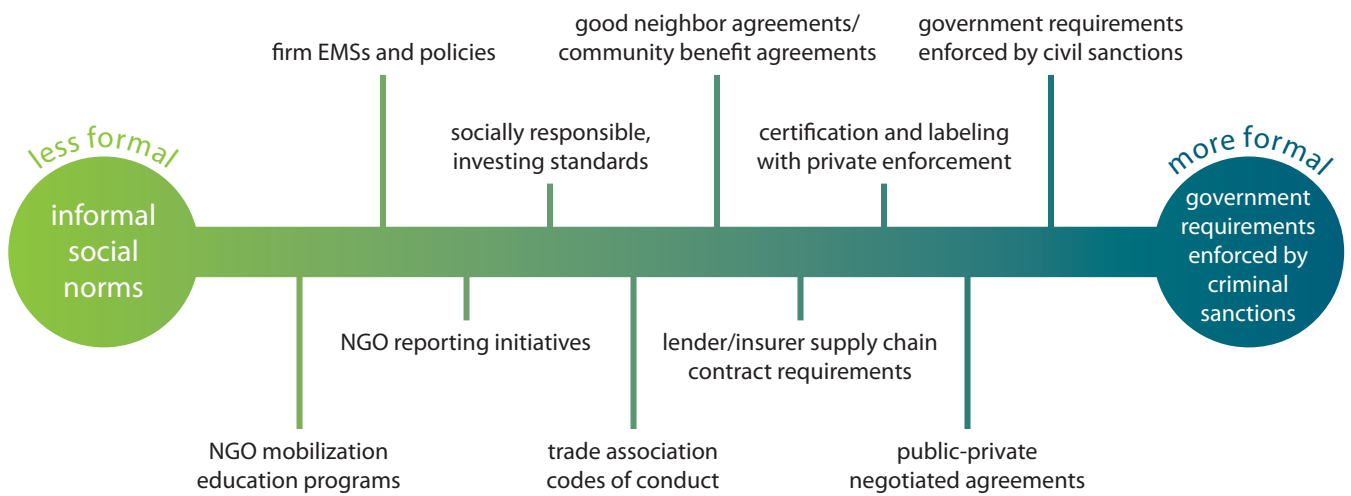 good neighbor agreements/
community benefit agreements
government requirements
enforced by civil sanctions
firm EMSs and policies
socially responsible,
investing standards
certification and labeling
with private enforcement
less formal
informal
social
norms
more formal
government
requirements
enforced by
criminal
sanctions
NGO reporting initiatives
lender/insurer supply chain
contract requirements
NGO mobilization
education programs
trade association
codes of conduct
public-private
negotiated agreements